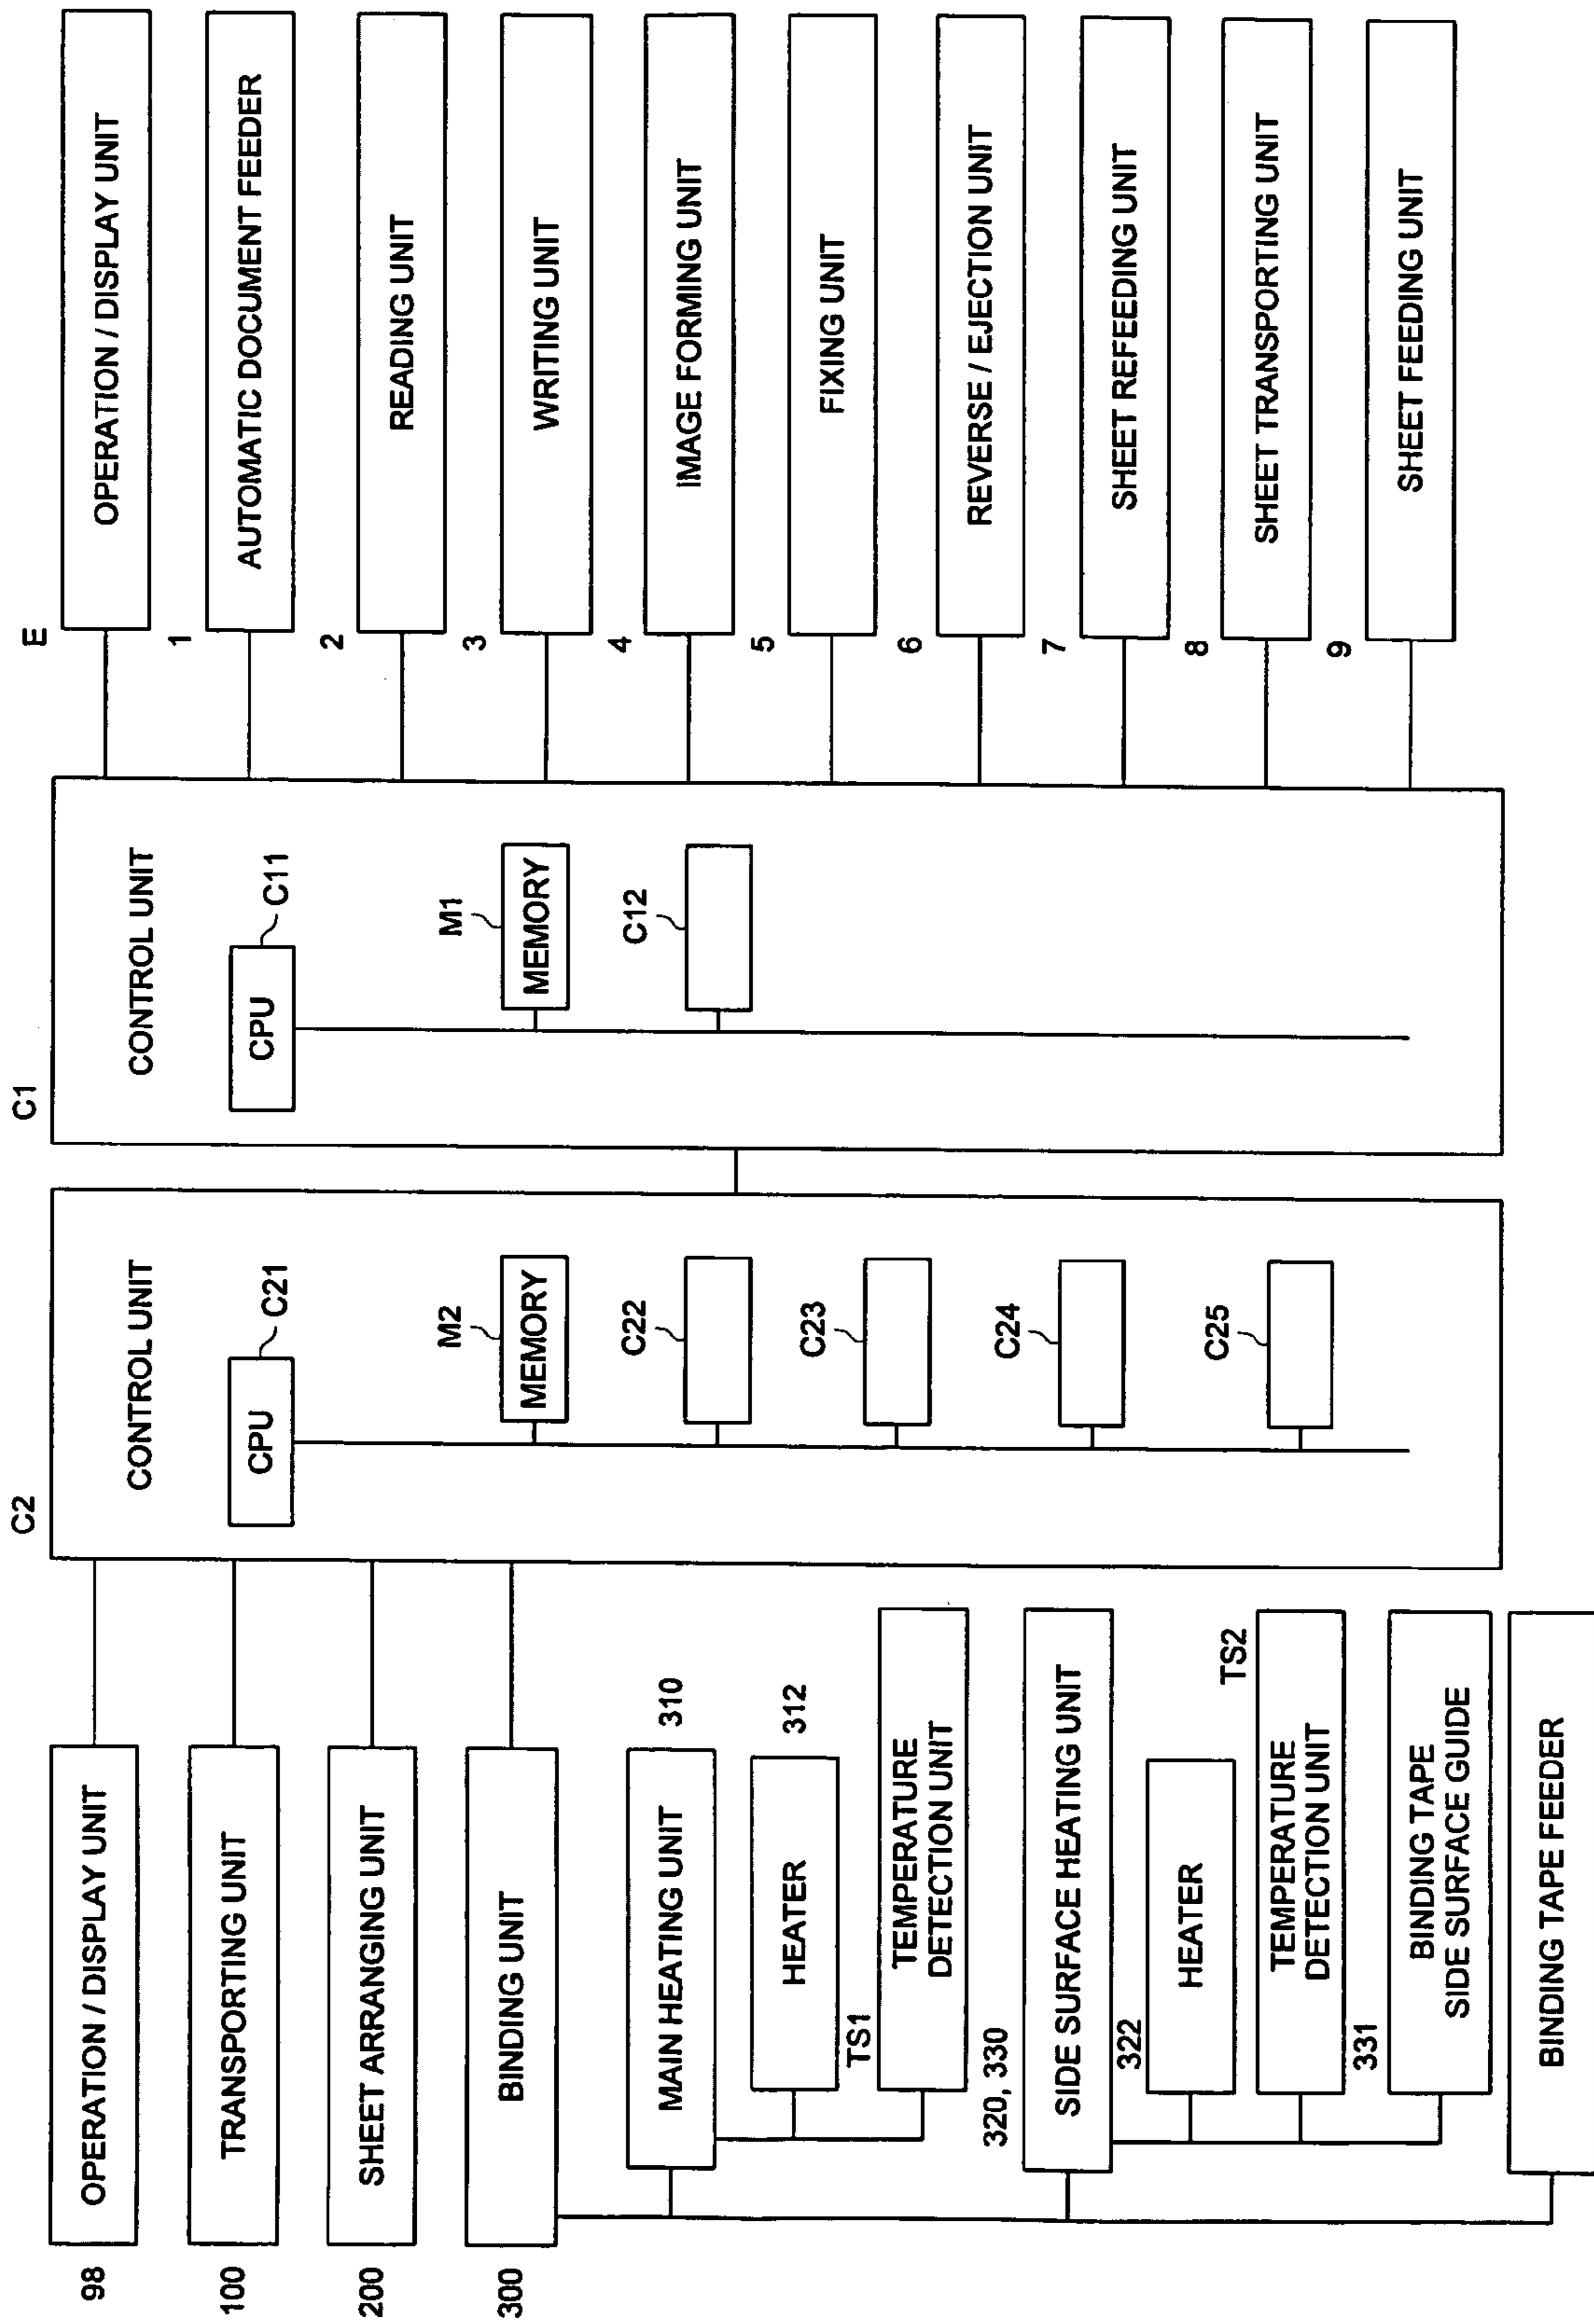 98
OPERATION / DISPLAY UNIT
100
TRANSPORTING UNIT
200
SHEET ARRANGING UNIT
300
BINDING UNIT
310
MAIN HEATING UNIT
312
HEATER
TS1
TEMPERATURE
DETECTION UNIT
320, 330
SIDE SURFACE HEATING UNIT
322
HEATER
TS2
TEMPERATURE
DETECTION UNIT
331
BINDING TAPE
SIDE SURFACE GUIDE
BINDING TAPE FEEDER
C2
CONTROL UNIT
CPU
C21
M2
MEMORY
C22
C23
C24
C25
C1
CONTROL UNIT
CPU
C11
M1
MEMORY
C12
E
OPERATION / DISPLAY UNIT
1
AUTOMATIC DOCUMENT FEEDER
2
READING UNIT
3
WRITING UNIT
4
IMAGE FORMING UNIT
5
FIXING UNIT
6
REVERSE / EJECTION UNIT
7
SHEET REFEEDING UNIT
8
SHEET TRANSPORTING UNIT
9
SHEET FEEDING UNIT